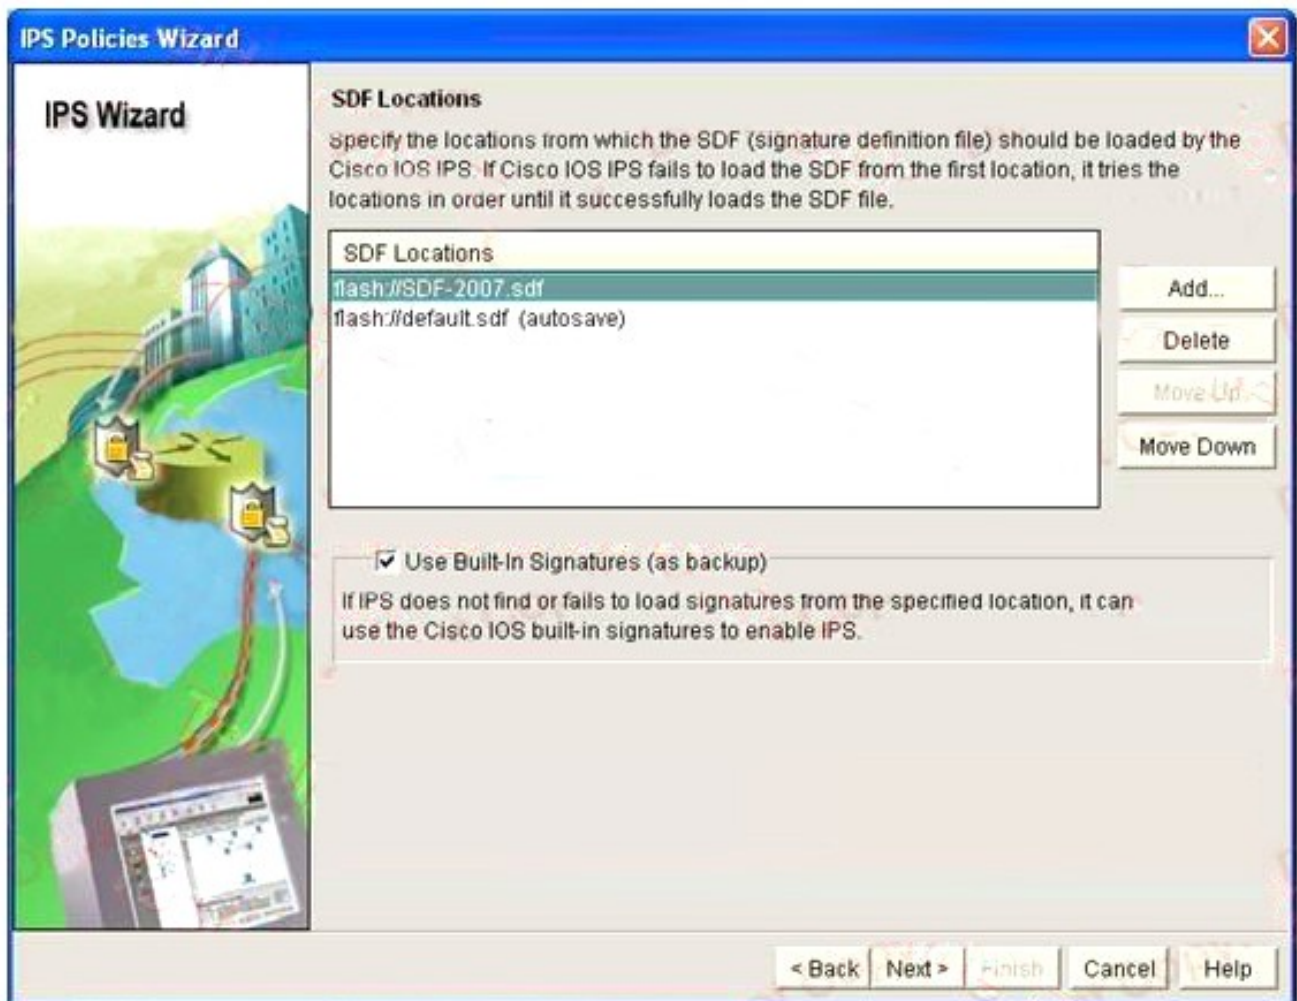 IPS Policies Wizard
IPS Wizard
SDF Locations
Specify the locations from which the SDF (signature definition file) should be loaded by the
Cisco IOS IPS. If Cisco IOS IPS fails to load the SDF from the first location, it tries the
locations in order until it successfully loads the SDF file.
SDF Locations
flash://SDF-2007.sdf
flash://default.sdf (autosave)
Add...
Delete
Move Up
Move Down
Use Built-In Signatures (as backup)
If IPS does not find or fails to load signatures from the specified location, it can
use the Cisco IOS built-in signatures to enable IPS.
< Back Next > Finish Cancel Help